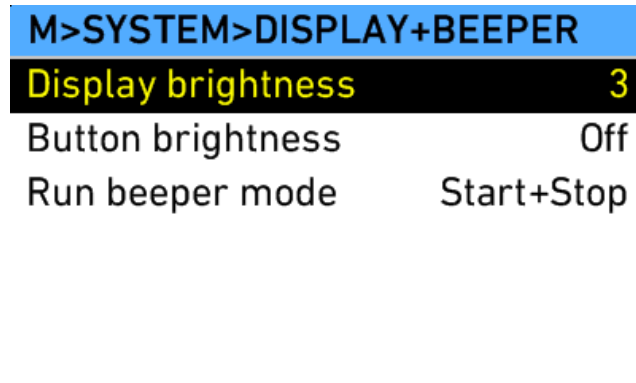 M>SYSTEM>DISPLAY+BEEPER
Display brightness 3
Button brightness Off
Run beeper mode Start+Stop